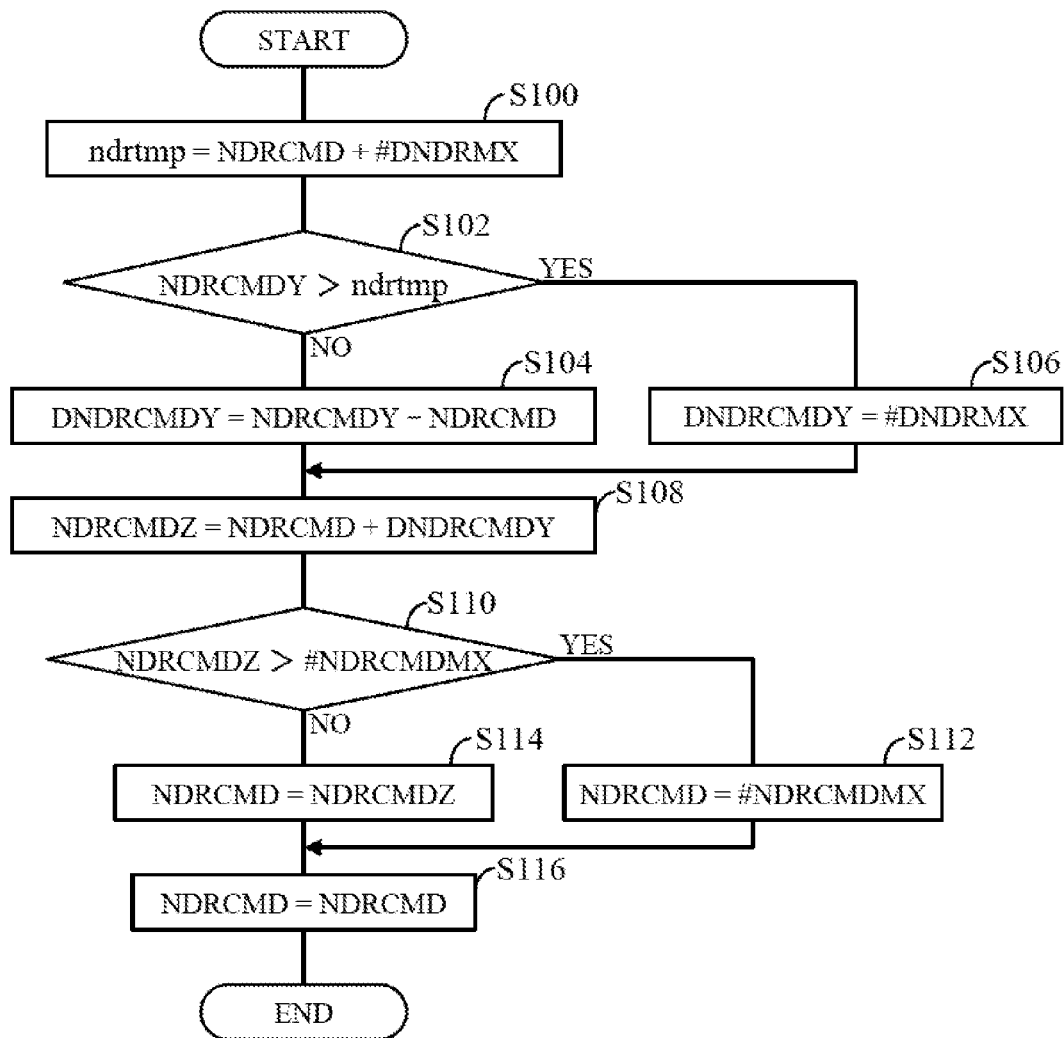 START
S100
ndrtmp = NDRCMD + #DNDRMX
S102
NDRCMDY > ndrtmp
YES
NO
S104
DNDRCMDY = NDRCMDY − NDRCMD
S106
DNDRCMDY = #DNDRMX
S108
NDRCMDZ = NDRCMD + DNDRCMDY
S110
NDRCMDZ > #NDRCMDMX
YES
NO
S114
NDRCMD = NDRCMDZ
S112
NDRCMD = #NDRCMDMX
S116
NDRCMD = NDRCMD
END